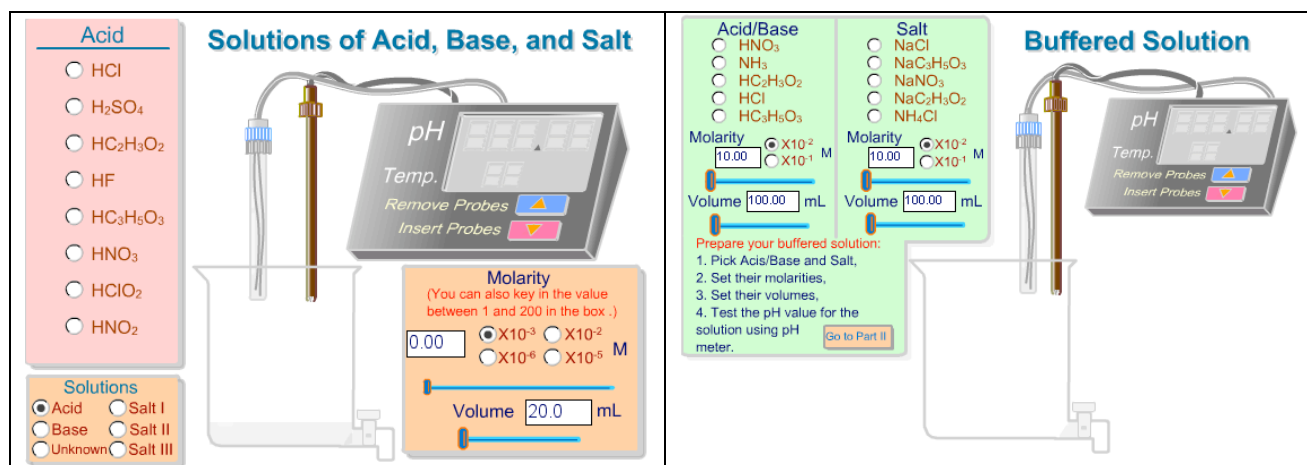 Acid
Solutions of Acid, Base, and Salt
HCl
H₂SO₄
HC₂H₃O₂
HF
HC₃H₅O₃
HNO₃
HClO₂
HNO₂
pH
Temp.
Remove Probes
Insert Probes
Solutions
Acid Salt I
Base Salt II
Unknown Salt III
Molarity
(You can also key in the value
between 1 and 200 in the box .)
0.00 X10⁻³ X10⁻² M
X10⁻⁶ X10⁻⁵
Volume 20.0 mL
Acid/Base
HNO₃
NH₃
HC₂H₃O₂
HCl
HC₃H₅O₃
Molarity
10.00 X10⁻² M
X10⁻¹
Volume 100.00 mL
Salt
NaCl
NaC₃H₅O₃
NaNO₃
NaC₂H₃O₂
NH₄Cl
Molarity
10.00 X10⁻² M
X10⁻¹
Volume 100.00 mL
Prepare your buffered solution:
1. Pick Acis/Base and Salt,
2. Set their molarities,
3. Set their volumes,
4. Test the pH value for the
solution using pH
meter.
Go to Part II
Buffered Solution
pH
Temp.
Remove Probes
Insert Probes